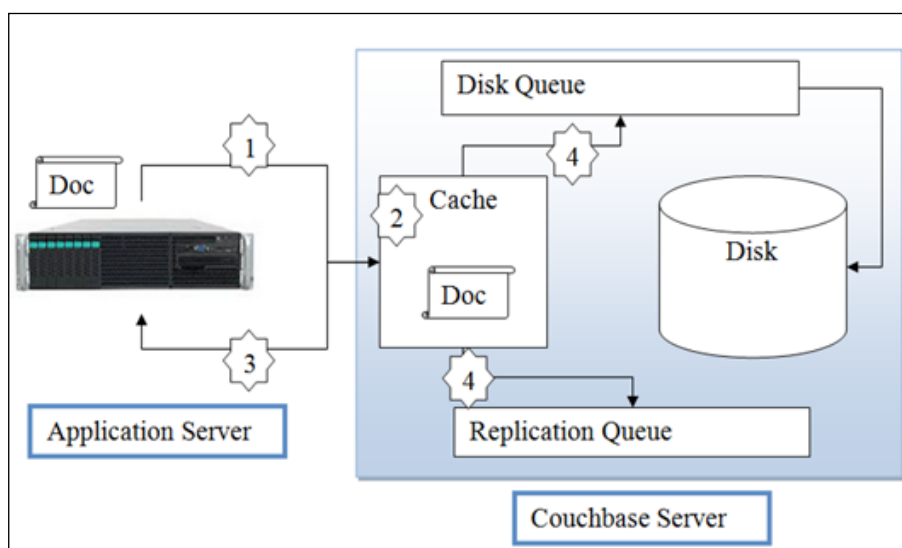 Disk Queue
1
4
Doc
2
Cache
Disk
Doc
3
4
Application Server
Replication Queue
Couchbase Server